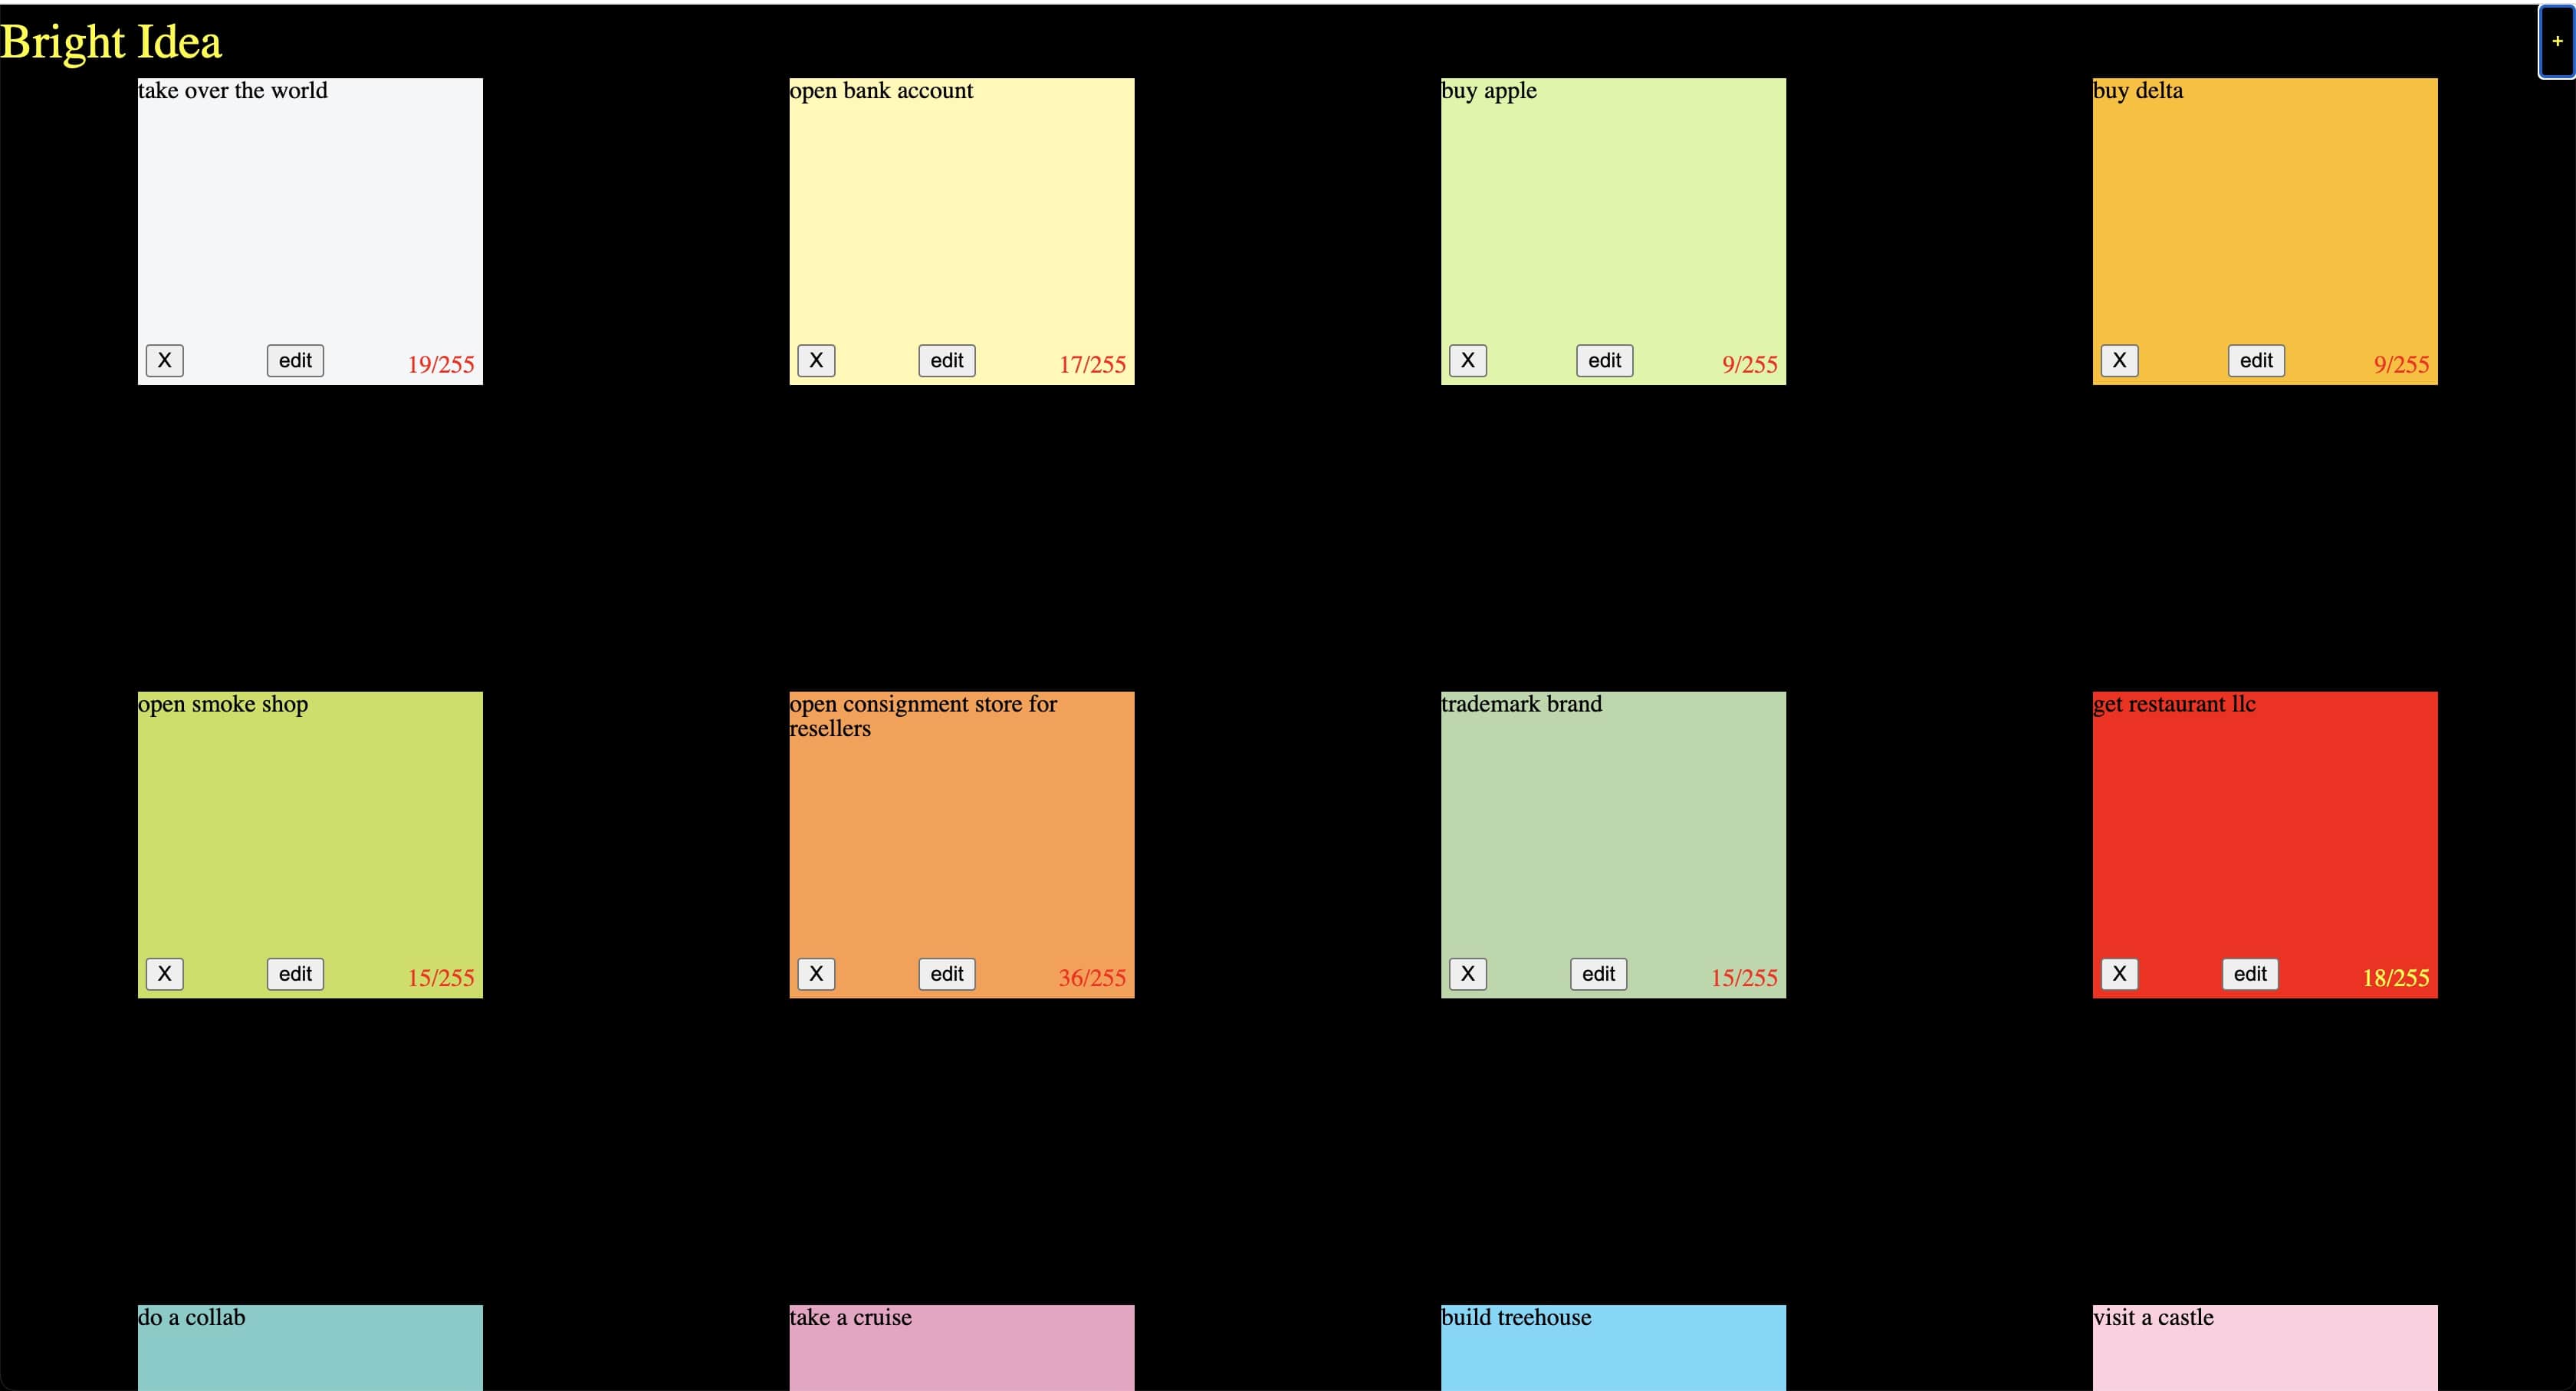 Bright Idea
+
take over the world
X edit 19/255
open bank account
X edit 17/255
buy apple
X edit 9/255
buy delta
X edit 9/255
open smoke shop
X edit 15/255
open consignment store for
resellers
X edit 36/255
trademark brand
X edit 15/255
get restaurant llc
X edit 18/255
do a collab
take a cruise
build treehouse
visit a castle